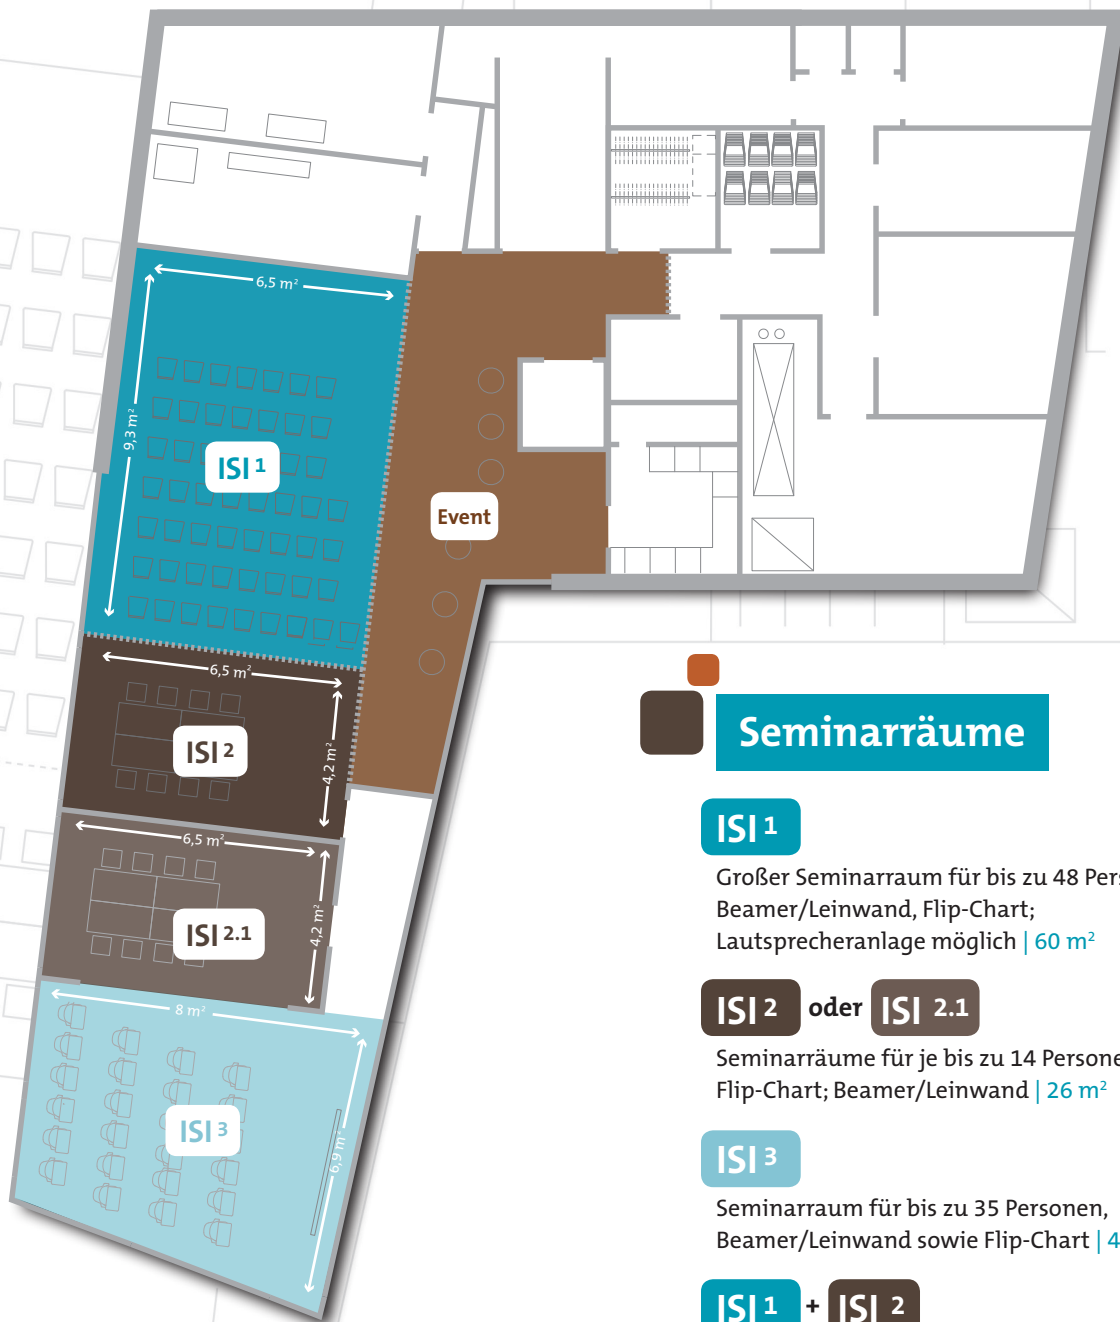 6,5 m²
9,3 m²
ISI 1
Event
6,5 m²
ISI 2
4,2 m²
6,5 m²
ISI 2.1
4,2 m²
8 m²
ISI 3
6,9 m²
Seminarräume
ISI 1
Großer Seminarraum für bis zu 48 Pers
Beamer/Leinwand, Flip-Chart;
Lautsprecheranlage möglich | 60 m²
ISI 2 oder ISI 2.1
Seminarräume für je bis zu 14 Persone
Flip-Chart; Beamer/Leinwand | 26 m²
ISI 3
Seminarraum für bis zu 35 Personen,
Beamer/Leinwand sowie Flip-Chart | 4
ISI 1 + ISI 2